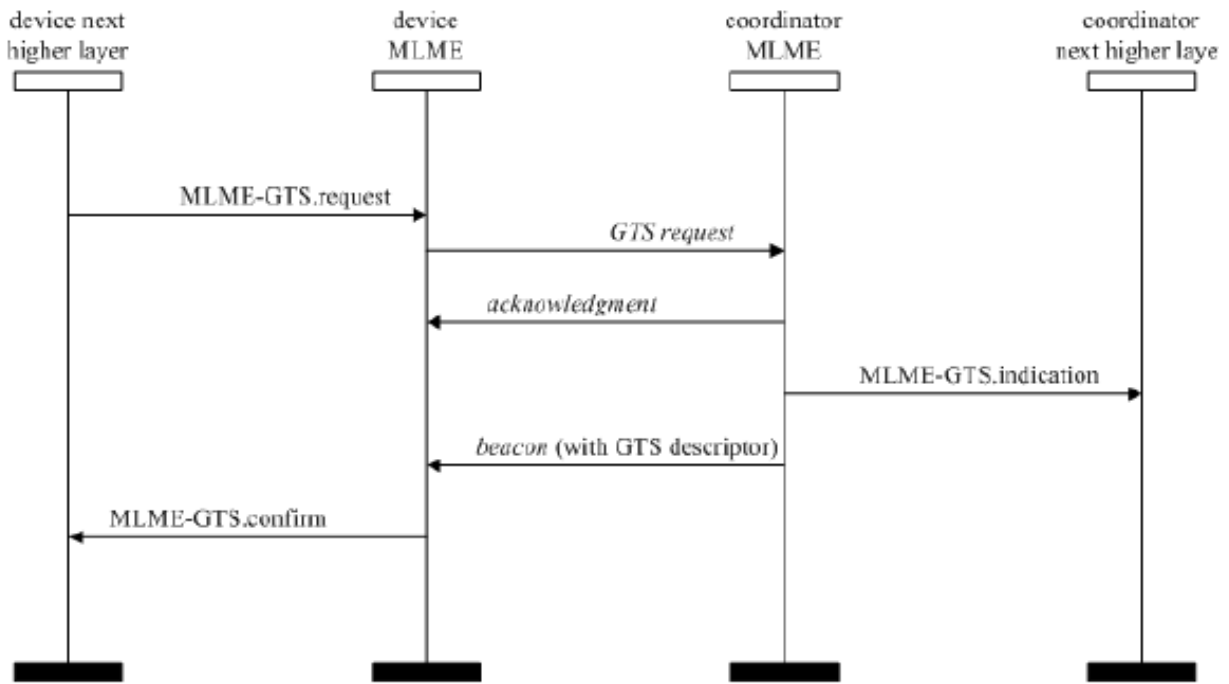 device next
higher layer
device
MLME
coordinator
MLME
coordinator
next higher laye
MLME-GTS.request
GTS request
acknowledgment
MLME-GTS.indication
beacon (with GTS descriptor)
MLME-GTS.confirm